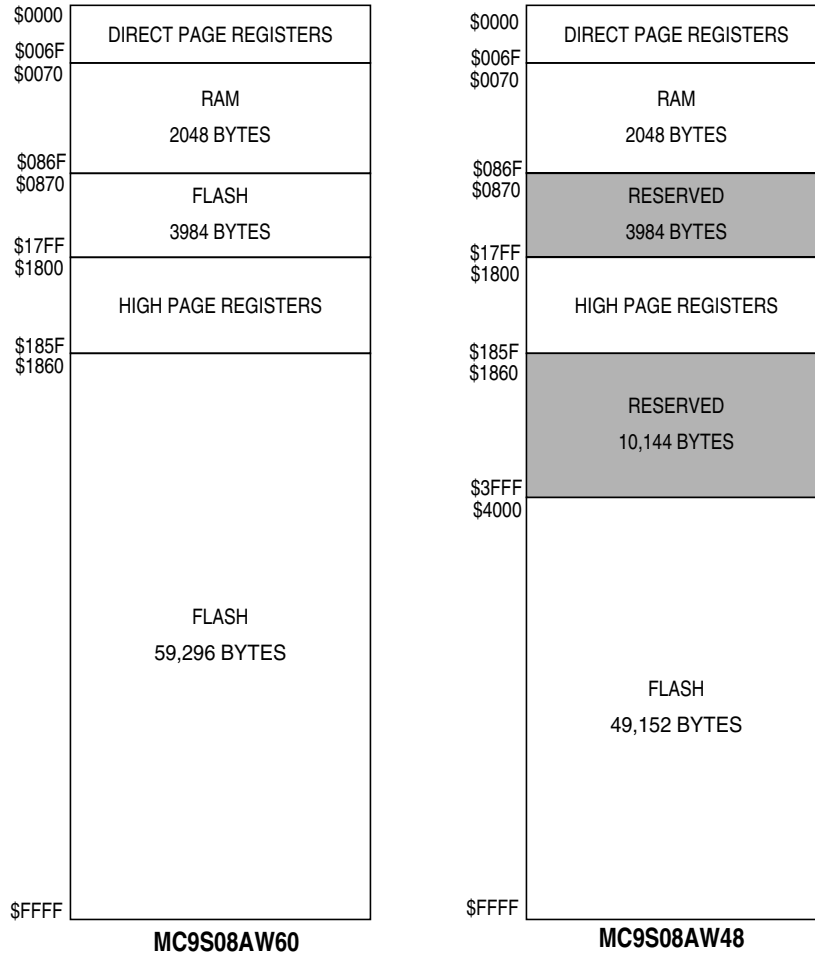 $0000
DIRECT PAGE REGISTERS
$006F
$0070
RAM
2048 BYTES
$086F
$0870
FLASH
3984 BYTES
$17FF
$1800
HIGH PAGE REGISTERS
$185F
$1860
FLASH
59,296 BYTES
$FFFF
MC9S08AW60
$0000
DIRECT PAGE REGISTERS
$006F
$0070
RAM
2048 BYTES
$086F
$0870
RESERVED
3984 BYTES
$17FF
$1800
HIGH PAGE REGISTERS
$185F
$1860
RESERVED
10,144 BYTES
$3FFF
$4000
FLASH
49,152 BYTES
$FFFF
MC9S08AW48